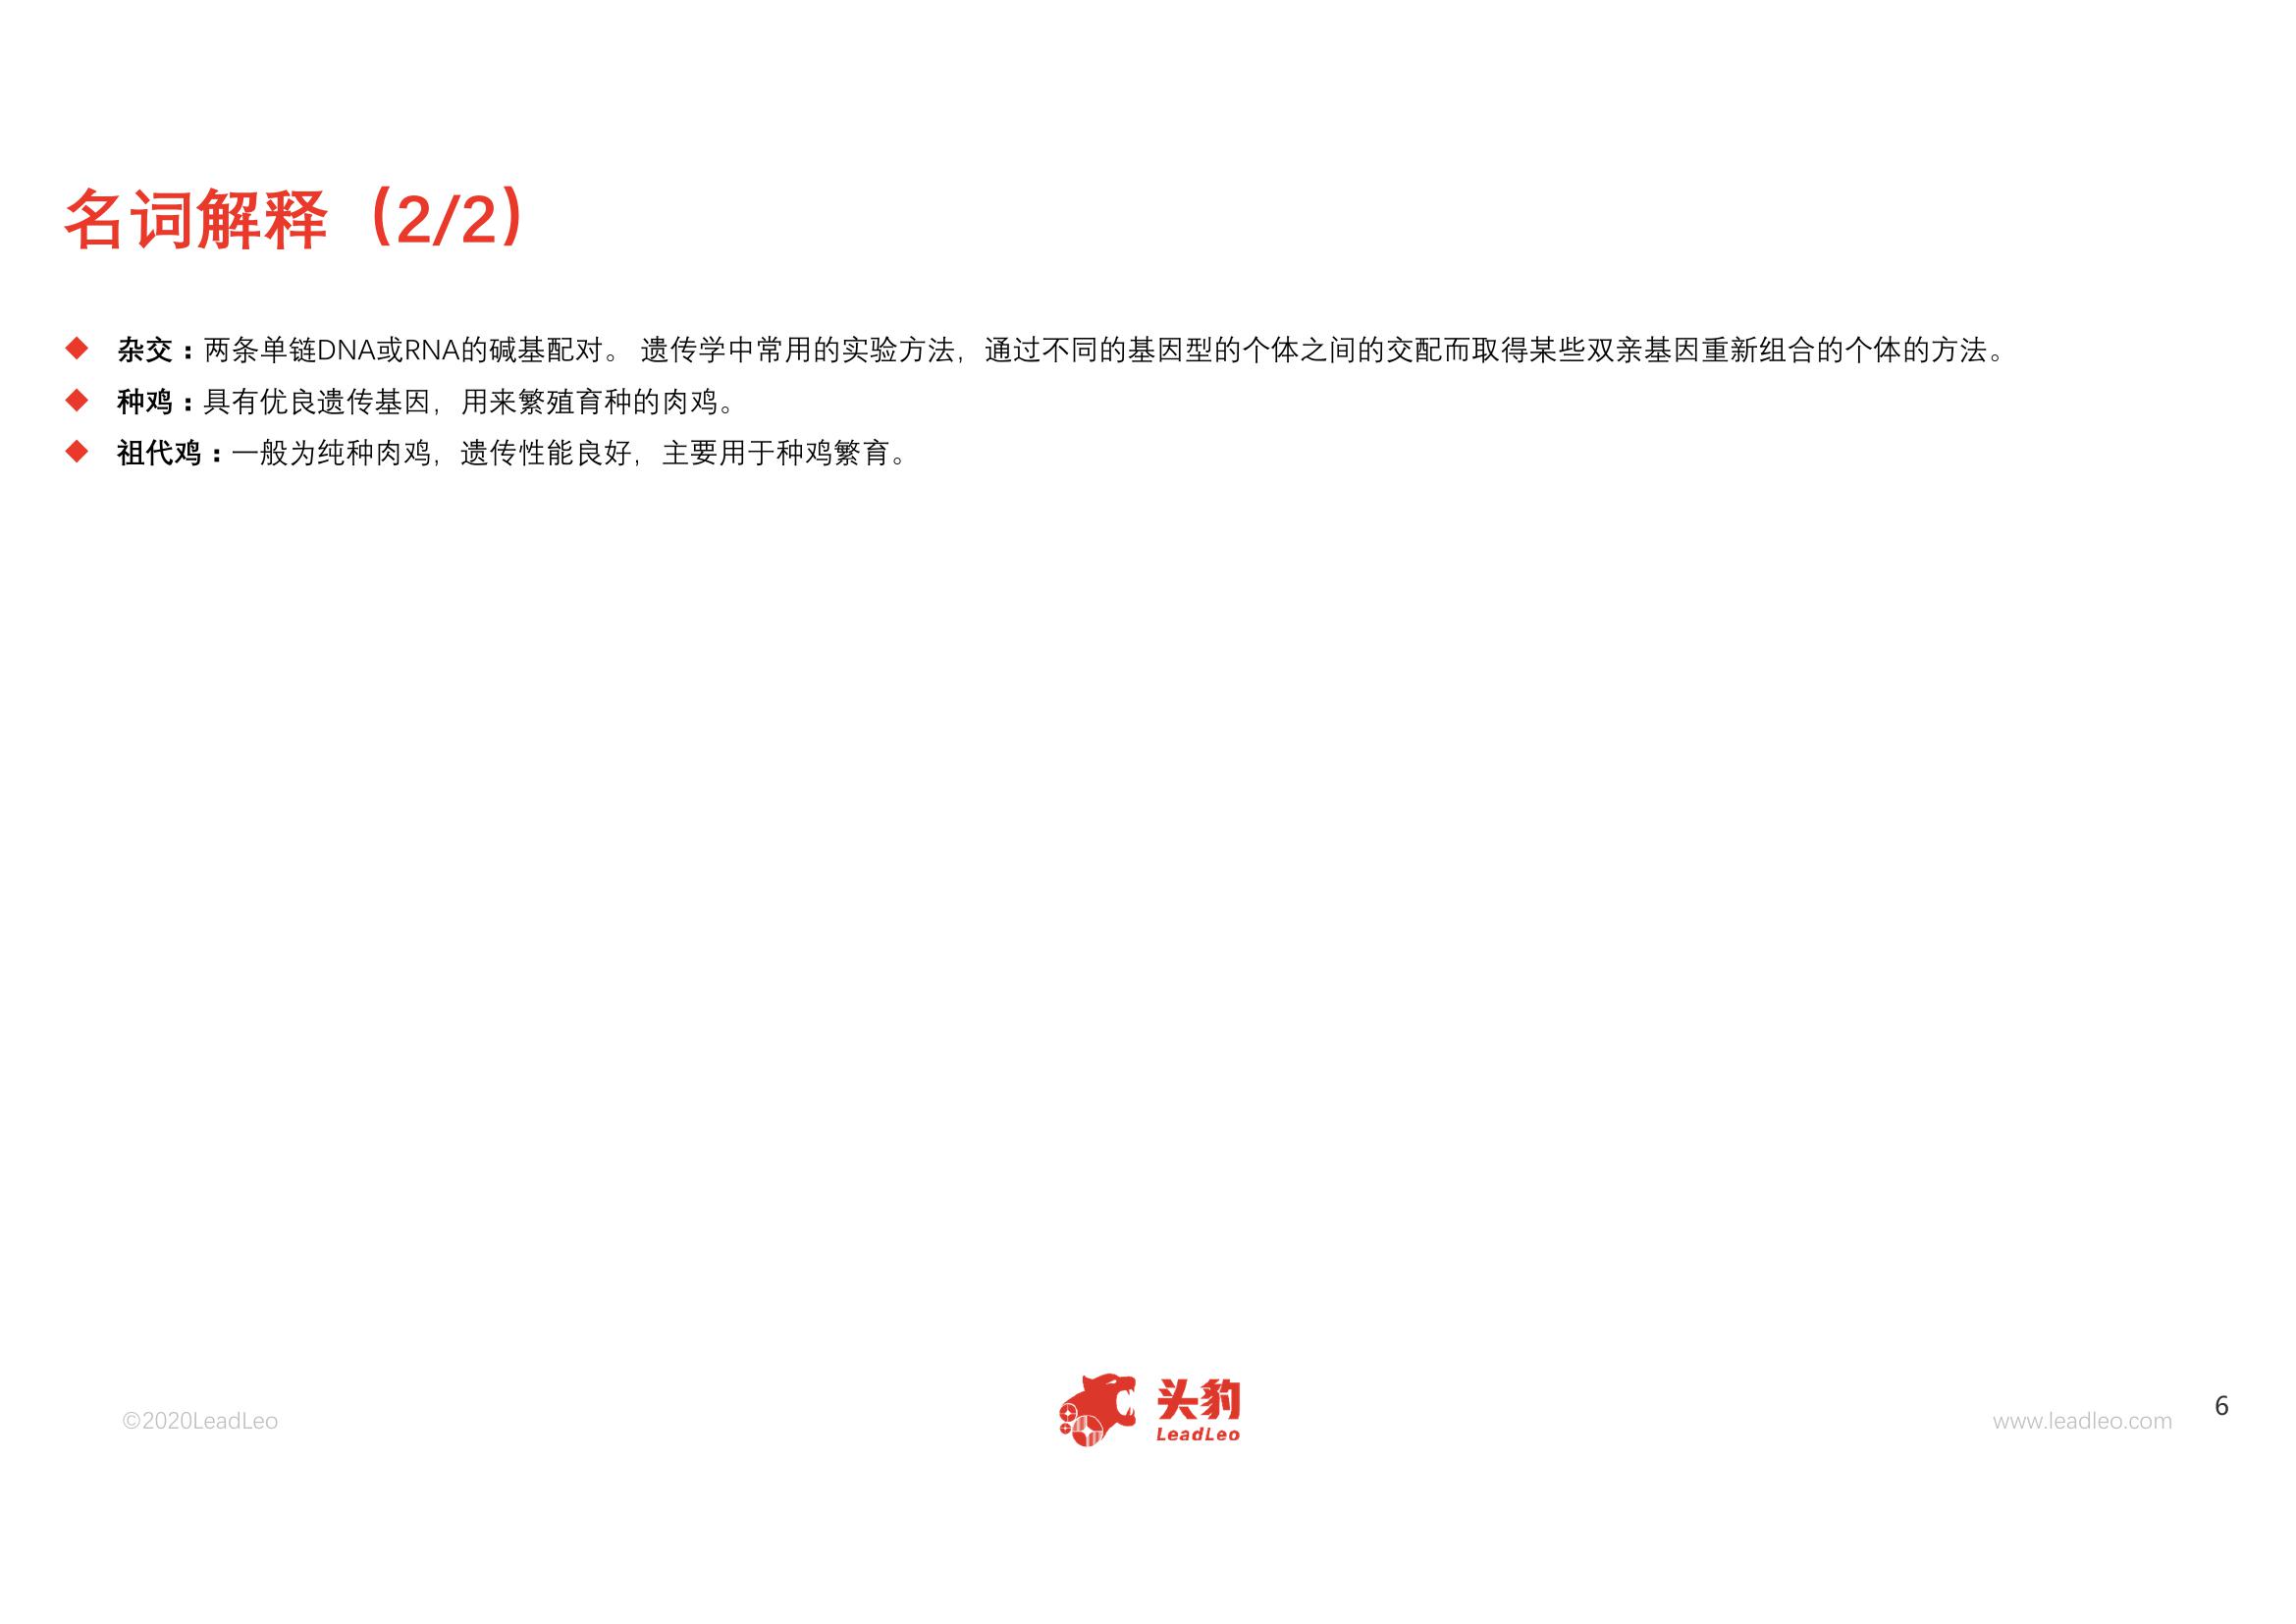 名词解释（2/2）
杂交：两条单链DNA或RNA的碱基配对。 遗传学中常用的实验方法，通过不同的基因型的个体之间的交配而取得某些双亲基因重新组合的个体的方法。
种鸡：具有优良遗传基因，用来繁殖育种的肉鸡。
祖代鸡：一般为纯种肉鸡，遗传性能良好，主要用于种鸡繁育。
©2020LeadLeo
头豹
LeadLeo
www.leadleo.com
6